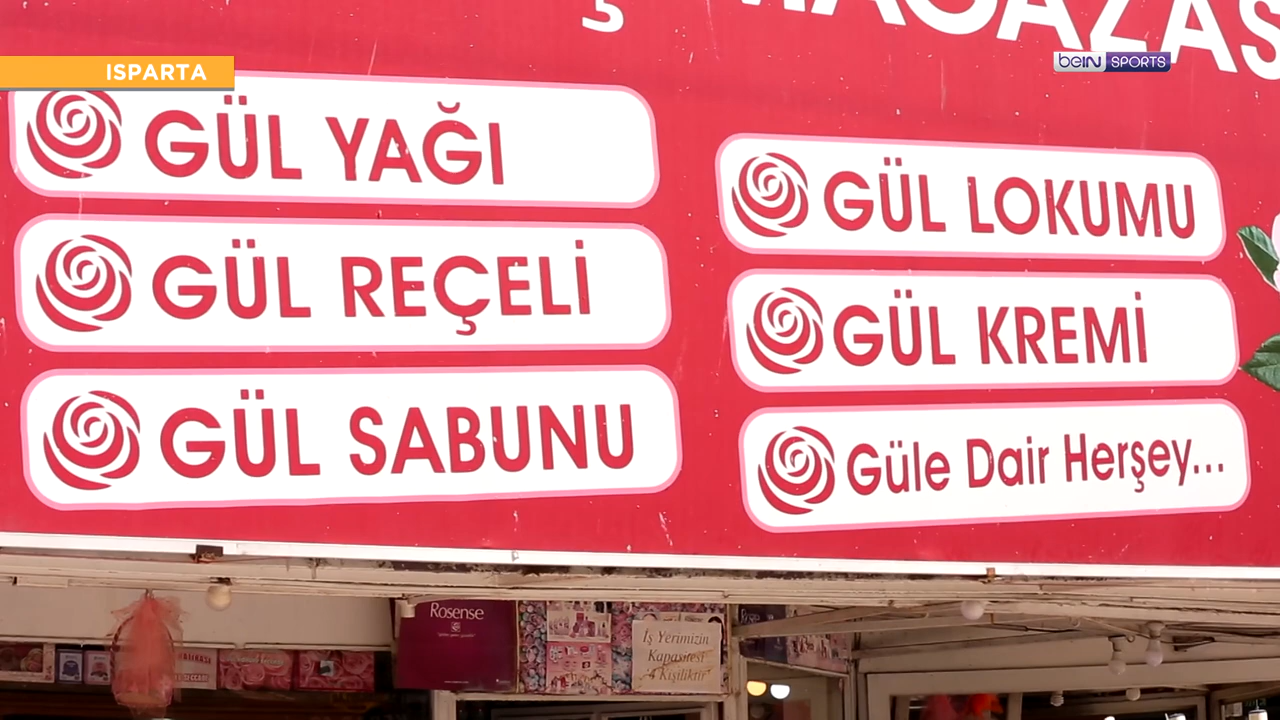 ISPARTA
beIN SPORTS
GÜL YAĞI
GÜL REÇELİ
GÜL SABUNU
GÜL LOKUMU
GÜL KREMİ
Güle Dair Herşey...
Rosense
İş Yerimizin
Kapasitesi
"4 Kişiliktir"